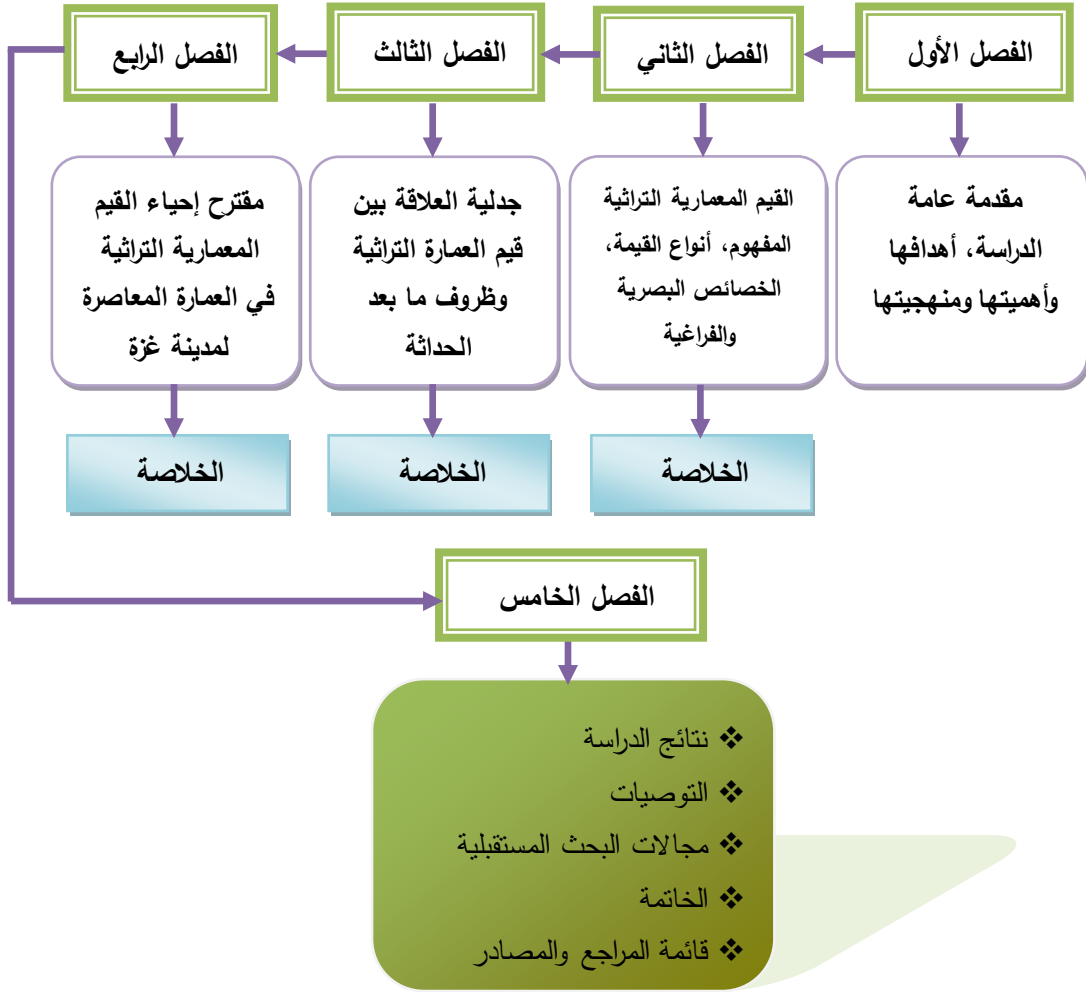 الفصل الأول
الفصل الثاني
الفصل الثالث
الفصل الرابع
مقدمة عامة
الدراسة، أهدافها
وأهميتها ومنهجيتها
القيم المعمارية التراثية
المفهوم، أنواع القيمة،
الخصائص البصرية
والفراغية
جدلية العلاقة بين
قيم العمارة التراثية
وظروف ما بعد
الحداثة
مقترح إحياء القيم
المعمارية التراثية
في العمارة المعاصرة
لمدينة غزة
الخلاصة
الخلاصة
الخلاصة
الفصل الخامس
❖ نتائج الدراسة
❖ التوصيات
❖ مجالات البحث المستقبلية
❖ الخاتمة
❖ قائمة المراجع والمصادر